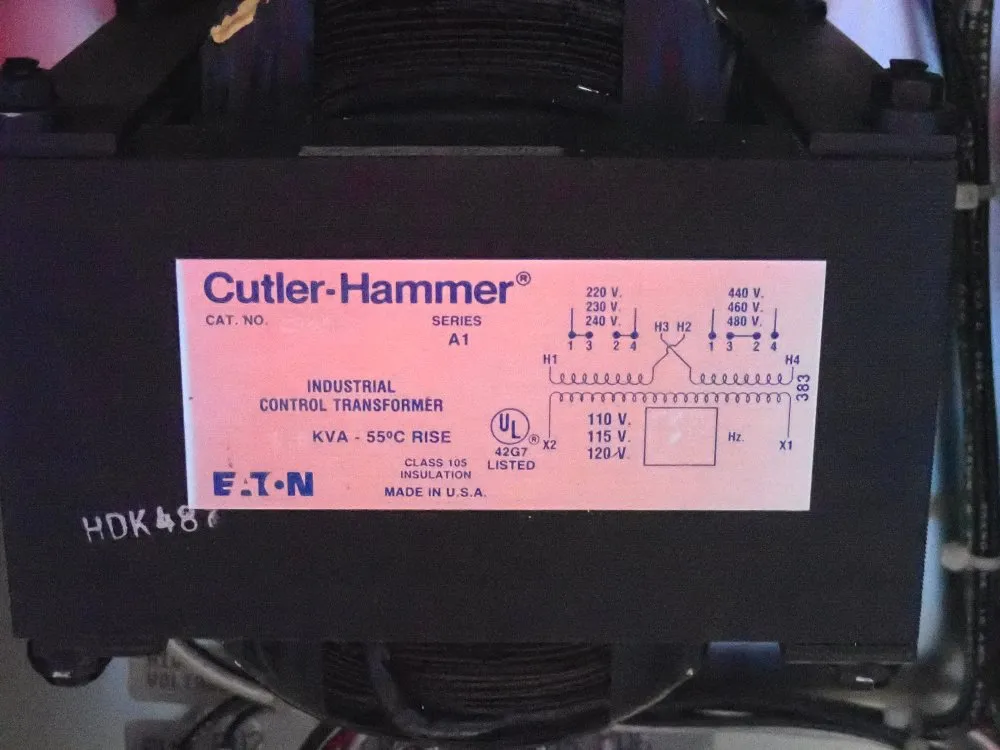 Cutler-Hammer®
CAT. NO.
SERIES
A1
INDUSTRIAL
CONTROL TRANSFORMER
KVA - 55ºC RISE
CLASS 105
INSULATION
MADE IN U.S.A.
EATON
UL ®
42G7
LISTED
220 V.
230 V.
240 V.
1 3 2 4
440 V.
460 V.
480 V.
1 3 2 4
H3 H2
H1
H4
383
X2
110 V.
115 V.
120 V.
Hz.
X1